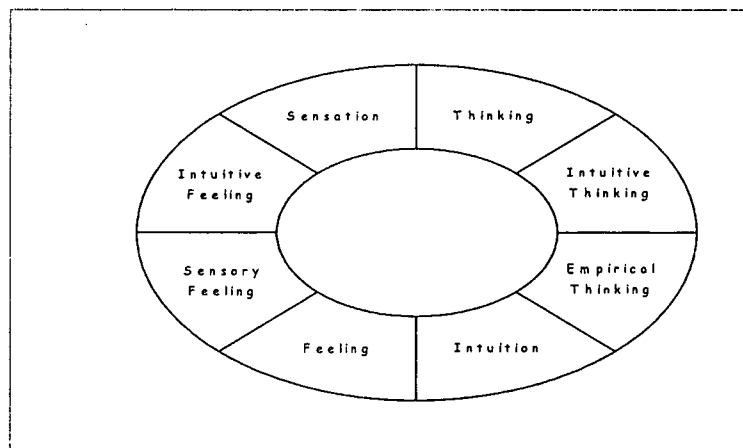 Sensation
Thinking
Intuitive
Feeling
Intuitive
Thinking
Sensory
Feeling
Empirical
Thinking
Feeling
Intuition